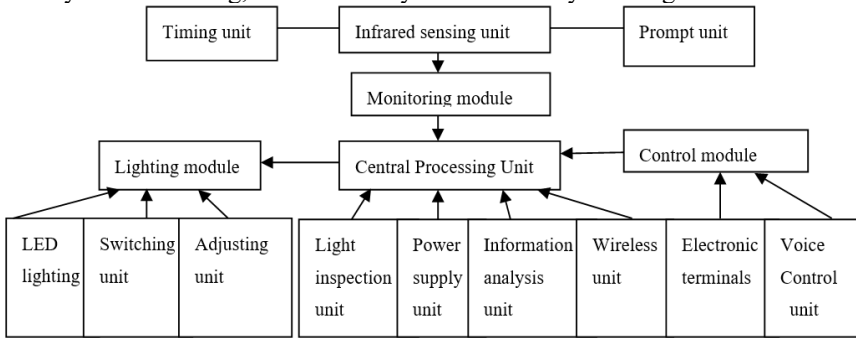 Timing unit
Infrared sensing unit
Prompt unit
Monitoring module
Lighting module
Central Processing Unit
Control module
LED
lighting
Switching
unit
Adjusting
unit
Light
inspection
unit
Power
supply
unit
Information
analysis
unit
Wireless
unit
Electronic
terminals
Voice
Control
unit